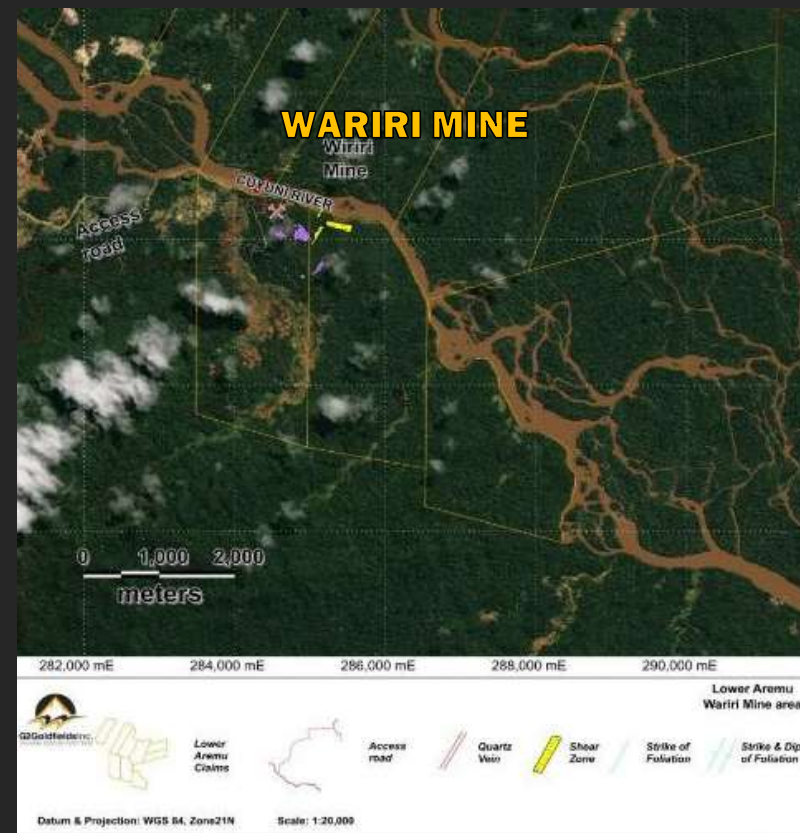 WARIRI MINE
Wiriri
Mine
CUYUNI RIVER
Access
road
0 1,000 2,000
meters
282,000 mE 284,000 mE 286,000 mE 288,000 mE 290,000 mE
Lower Aremu
Wariri Mine area
G2Goldfields Inc.
Lower
Aremu
Claims
Access
road
Quartz
Vein
Shear
Zone
Strike of
Foliation
Strike & Dip
of Foliation
Datum & Projection: WGS 84, Zone21N Scale: 1:20,000